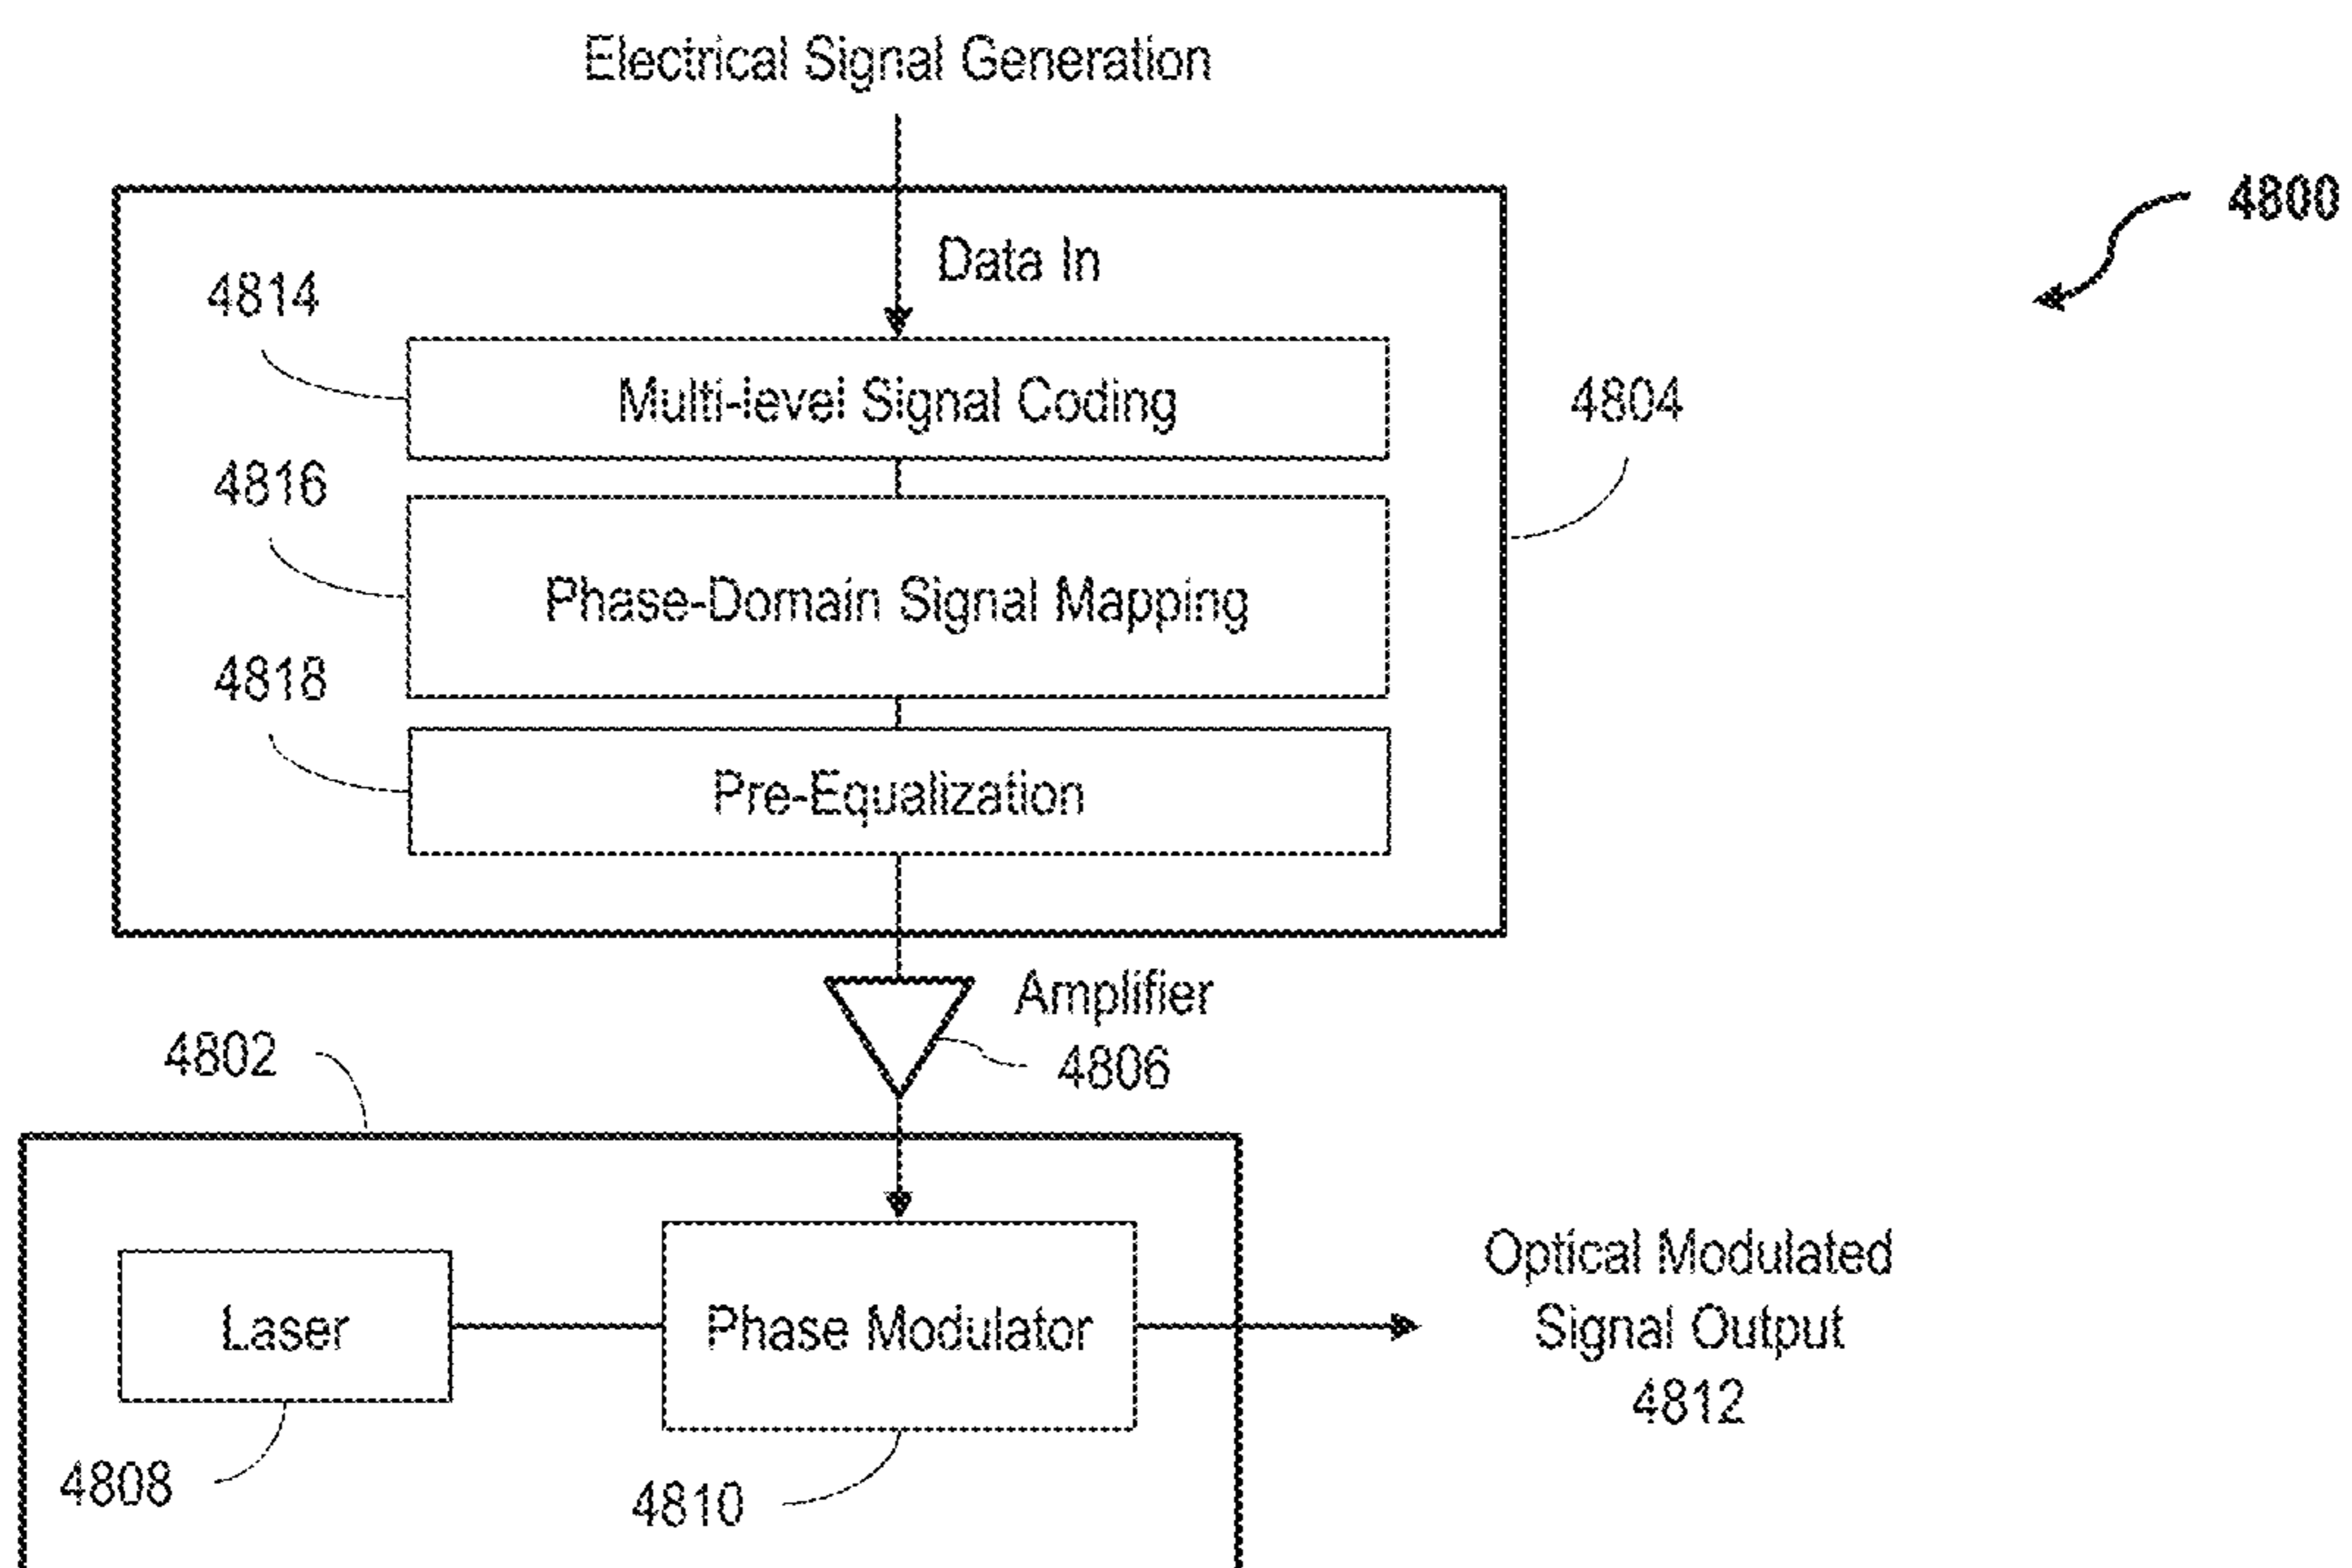 Electrical Signal Generation
4800
Data In
4814
Multi-level Signal Coding
4804
4816
Phase-Domain Signal Mapping
4818
Pre-Equalization
Amplifier
4806
4802
Laser
Phase Modulator
Optical Modulated
Signal Output
4812
4808
4810